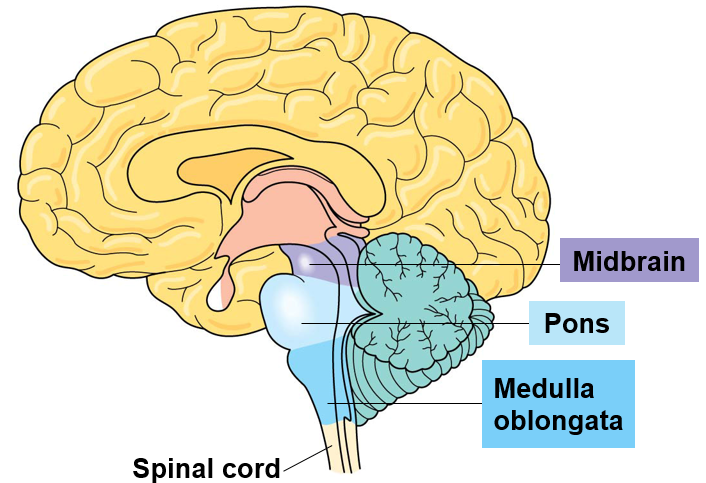 Midbrain
Pons
Medulla
oblongata
Spinal cord